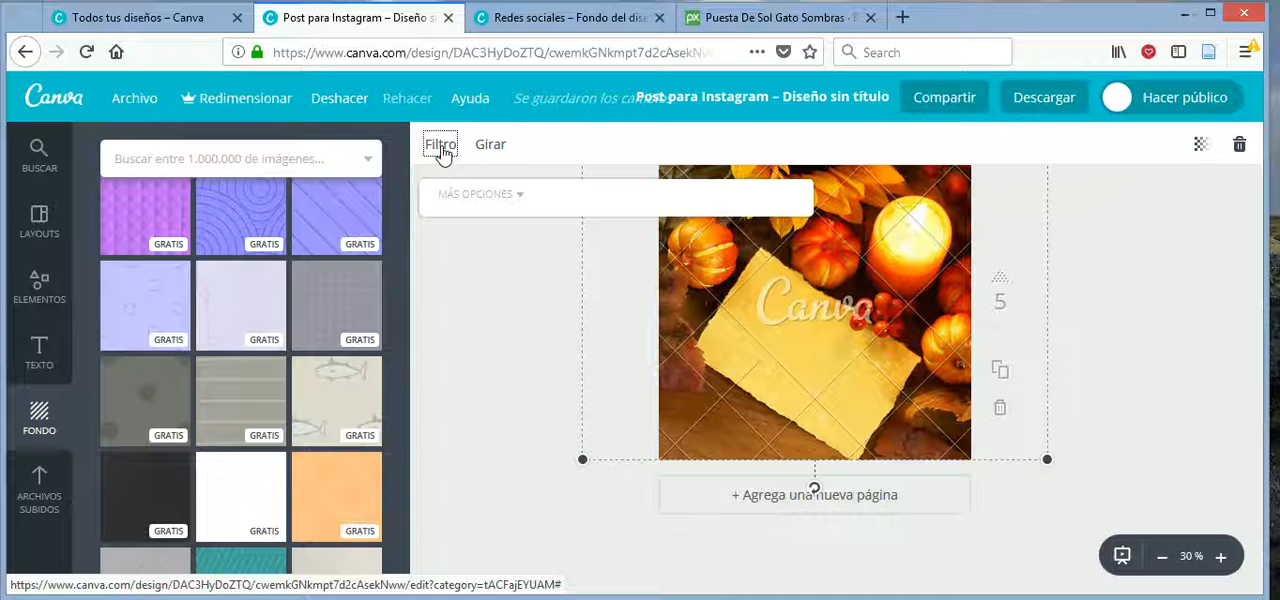 Todos tus diseños – Canva
Post para Instagram – Diseño s
Redes sociales – Fondo del dis
px
Puesta De Sol Gato Sombras ·
https://www.canva.com/design/DAC3HyDoZTQ/cwemkGNkmpt7d2cAsekNw
Search
Canva
Archivo
Redimensionar
Deshacer
Rehacer
Ayuda
Se guardaron los
Post para Instagram – Diseño sin título
Compartir
Descargar
Hacer público
BUSCAR
LAYOUTS
ELEMENTOS
TEXTO
FONDO
ARCHIVOS
SUBIDOS
Buscar entre 1.000.000 de imágenes...
GRATIS GRATIS GRATIS
GRATIS GRATIS GRATIS
GRATIS GRATIS GRATIS
GRATIS GRATIS GRATIS
Filtro
Girar
MÁS OPCIONES
Canva
5
+ Agrega una nueva página
30 %
https://www.canva.com/design/DAC3HyDoZTQ/cwemkGNkmpt7d2cAsekNww/edit?category=tACFajEYUAM#